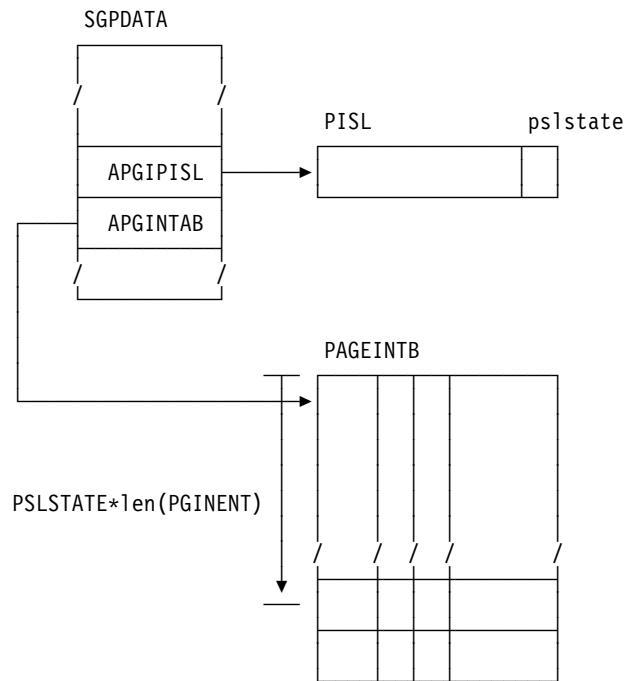 SGPDATA
PISL pslstate
APGIPISL
APGINTAB
PAGEINTB
PSLSTATE*len(PGINENT)